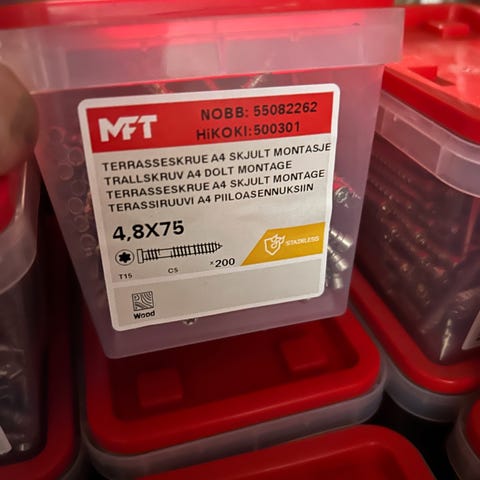 MFT
NOBB: 55082262
HiKOKI:500301
TERRASSESKRUE A4 SKJULT MONTASJE
TRALLSKRUV A4 DOLT MONTAGE
TERRASSESKRUE A4 SKJULT MONTAGE
TERASSIRUUVI A4 PIILOASENNUKSIIN
4,8X75
STAINLESS
T15
CS
×200
Wood